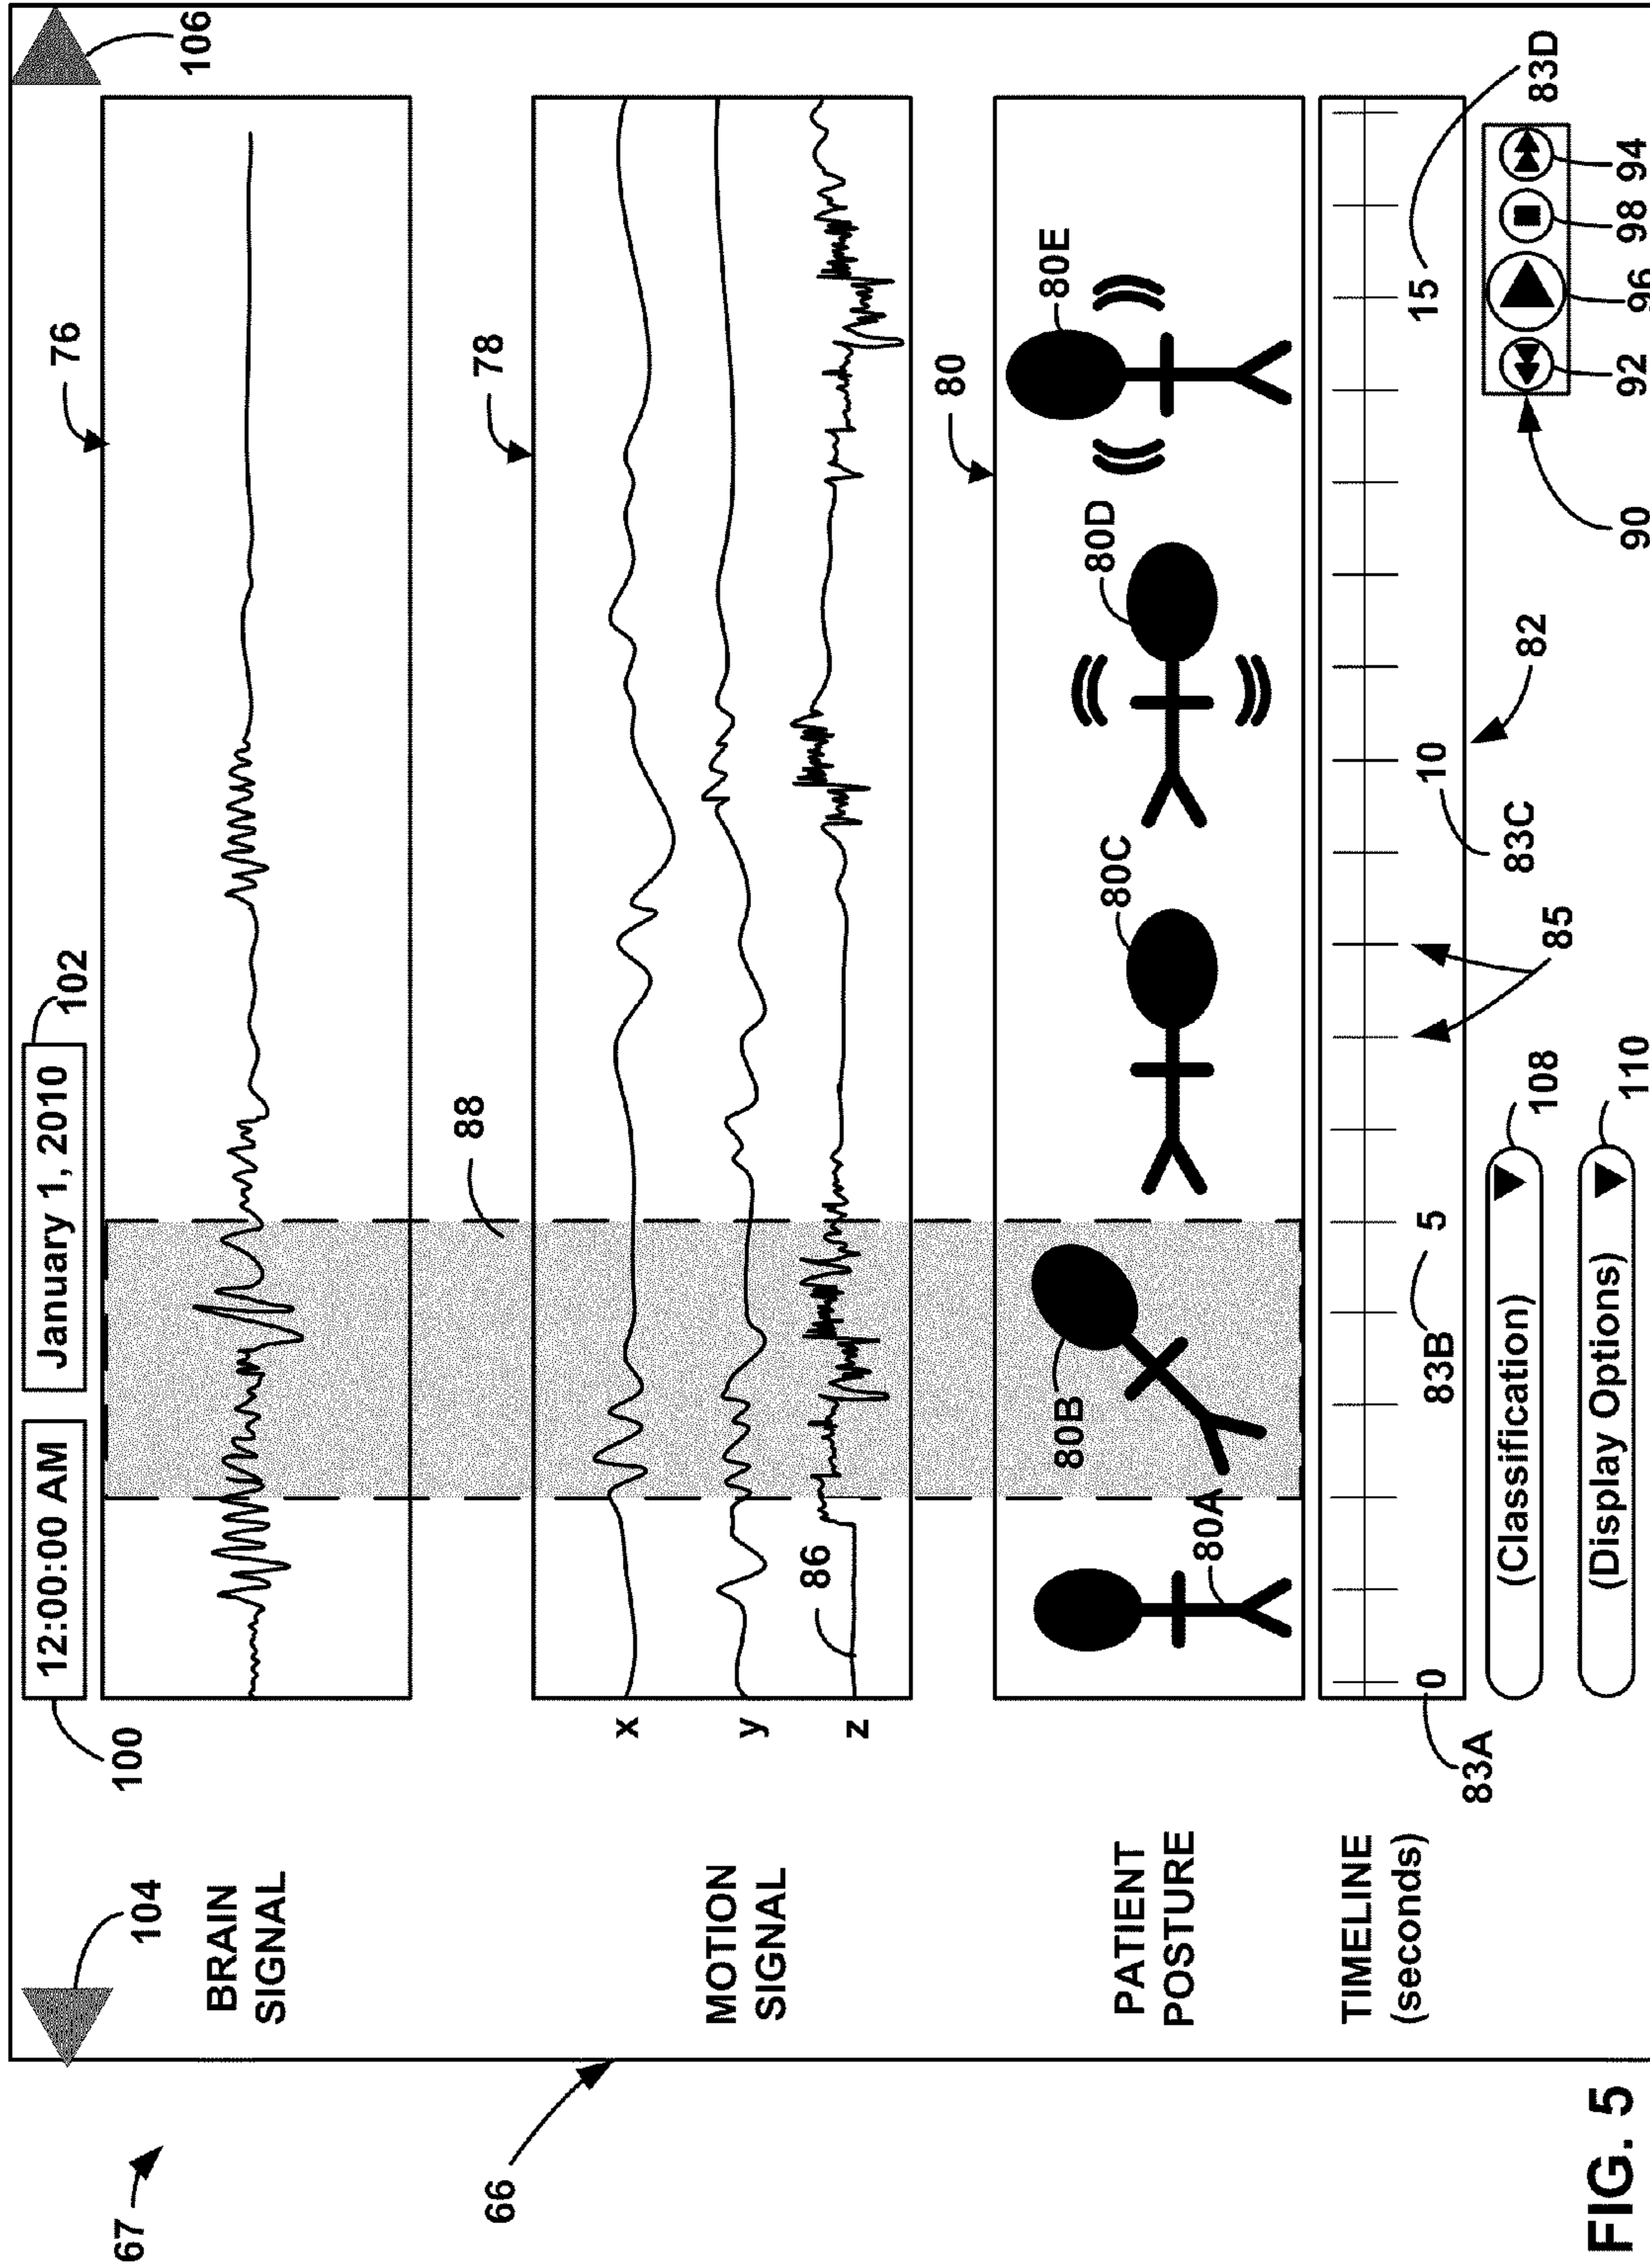 67
66
104
106
100
12:00:00 AM
January 1, 2010
102
76
BRAIN
SIGNAL
88
78
MOTION
SIGNAL
x
y
z
86
80
PATIENT
POSTURE
80A
80B
80C
80D
80E
TIMELINE
(seconds)
0
5
10
15
83A
83B
83C
83D
85
82
(Classification)
108
(Display Options)
110
90
92
96
98
94
FIG. 5